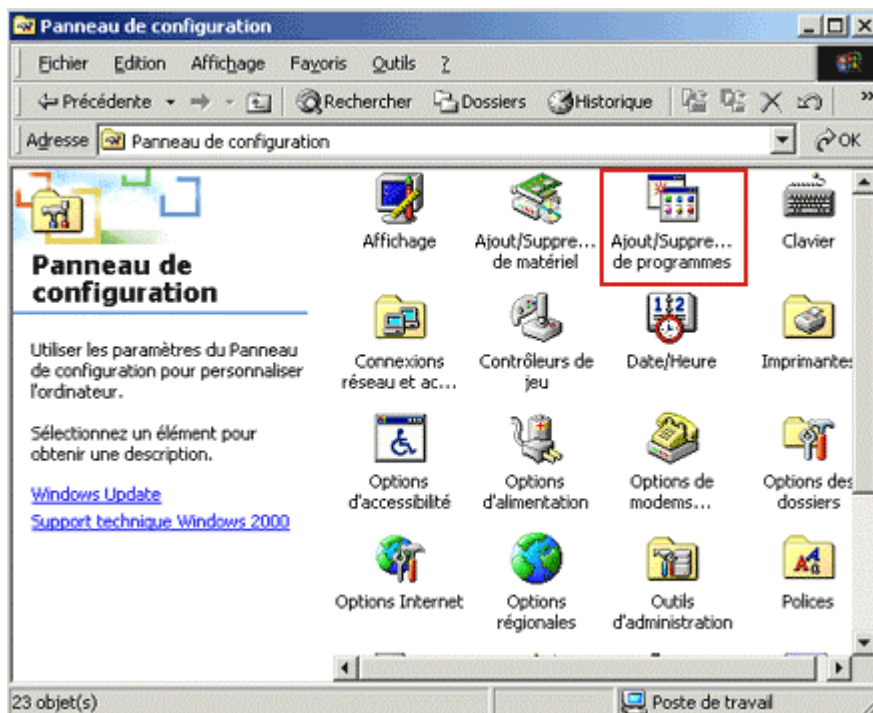 Panneau de configuration
Fichier Edition Affichage Favoris Outils ?
Précédente Rechercher Dossiers Historique »
Adresse Panneau de configuration OK
Panneau de
configuration
Utiliser les paramètres du Panneau
de configuration pour personnaliser
l'ordinateur.
Sélectionnez un élément pour
obtenir une description.
Windows Update
Support technique Windows 2000
Affichage
Ajout/Suppre...
de matériel
Ajout/Suppre...
de programmes
Clavier
Connexions
réseau et ac...
Contrôleurs de
jeu
Date/Heure
Imprimantes
Options
d'accessibilité
Options
d'alimentation
Options de
modems...
Options des
dossiers
Options Internet
Options
régionales
Outils
d'administration
Polices
23 objet(s)
Poste de travail